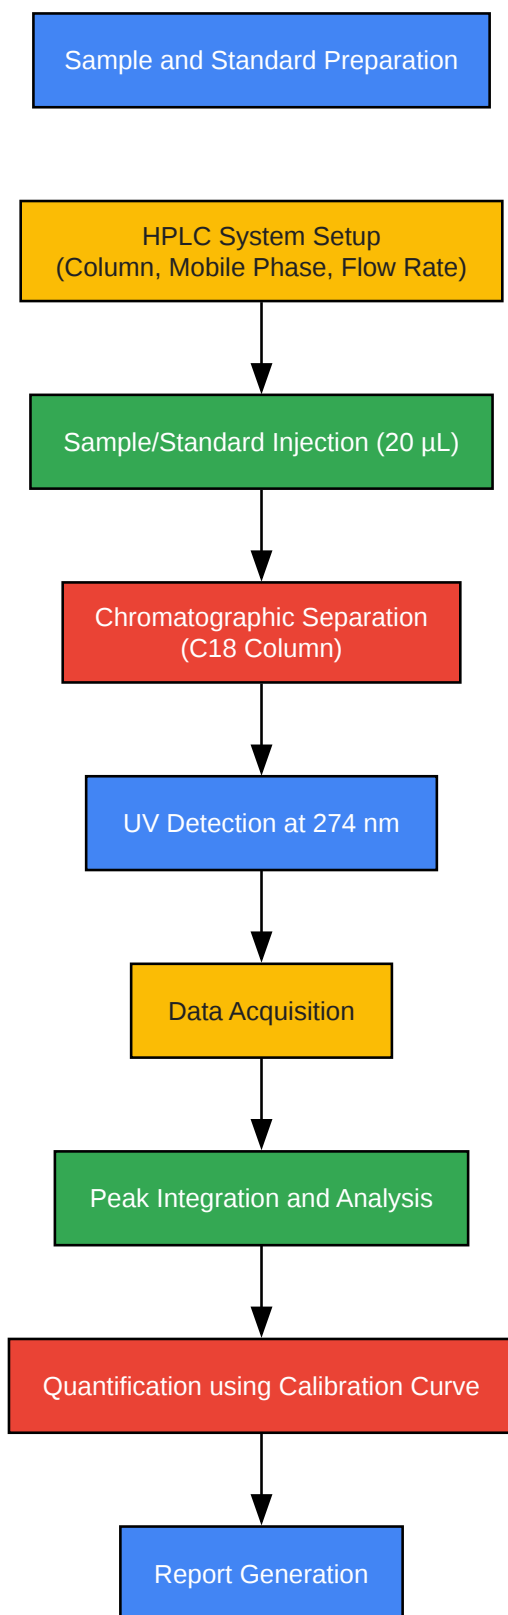 Sample and Standard Preparation
HPLC System Setup
(Column, Mobile Phase, Flow Rate)
Sample/Standard Injection (20 µL)
Chromatographic Separation
(C18 Column)
UV Detection at 274 nm
Data Acquisition
Peak Integration and Analysis
Quantification using Calibration Curve
Report Generation